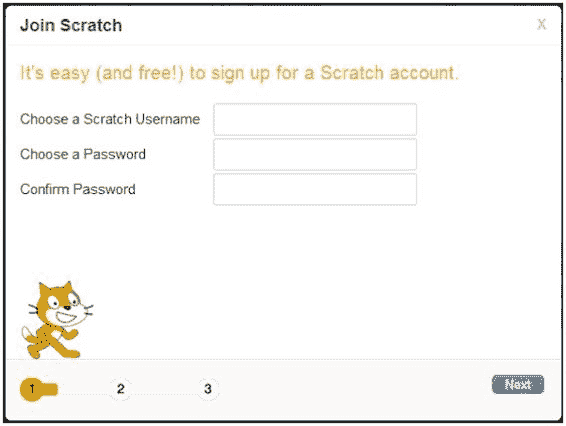 Join Scratch X
It's easy (and free!) to sign up for a Scratch account.
Choose a Scratch Username
Choose a Password
Confirm Password
1 2 3 Next